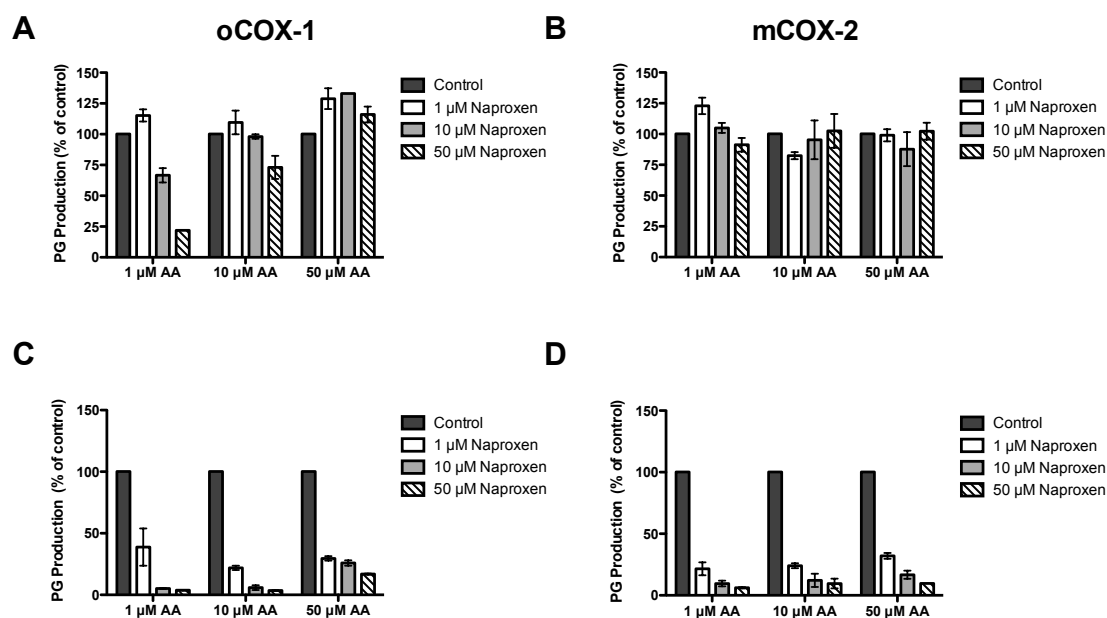 A
oCOX-1
PG Production (% of control)
150
125
100
75
50
25
0
1 µM AA
10 µM AA
50 µM AA
Control
1 µM Naproxen
10 µM Naproxen
50 µM Naproxen
B
mCOX-2
PG Production (% of control)
150
125
100
75
50
25
0
1 µM AA
10 µM AA
50 µM AA
Control
1 µM Naproxen
10 µM Naproxen
50 µM Naproxen
C
PG Production (% of control)
150
100
50
0
1 µM AA
10 µM AA
50 µM AA
Control
1 µM Naproxen
10 µM Naproxen
50 µM Naproxen
D
PG Production (% of control)
150
100
50
0
1 µM AA
10 µM AA
50 µM AA
Control
1 µM Naproxen
10 µM Naproxen
50 µM Naproxen